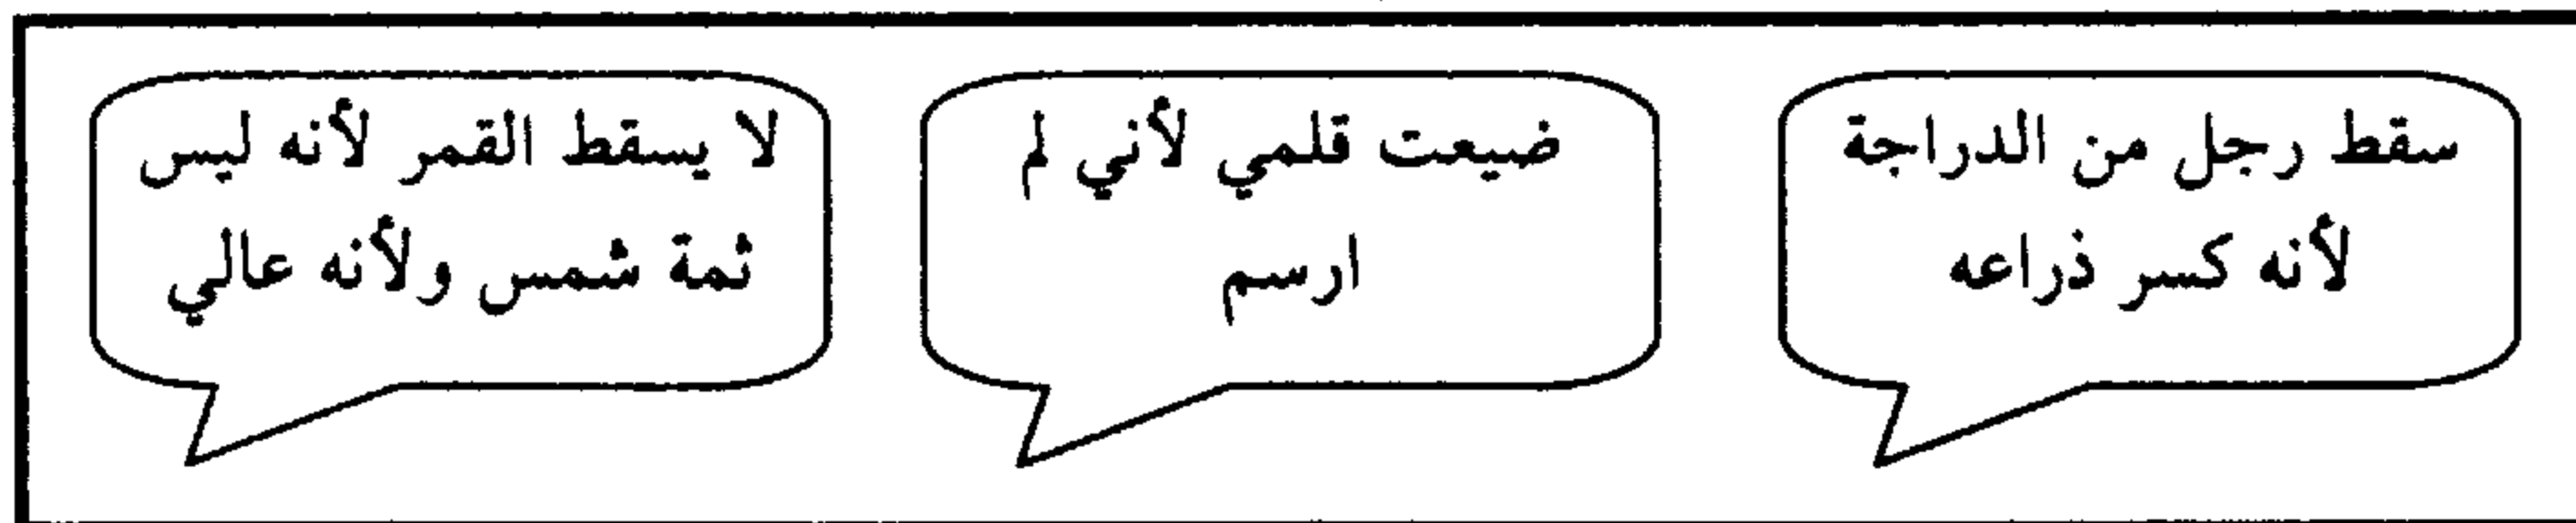 سقط رجل من الدراجة
لأنه كسر ذراعه
ضيعت قلمي لأني لم
ارسم
لا يسقط القمر لأنه ليس
ثمة شمس ولأنه عالي